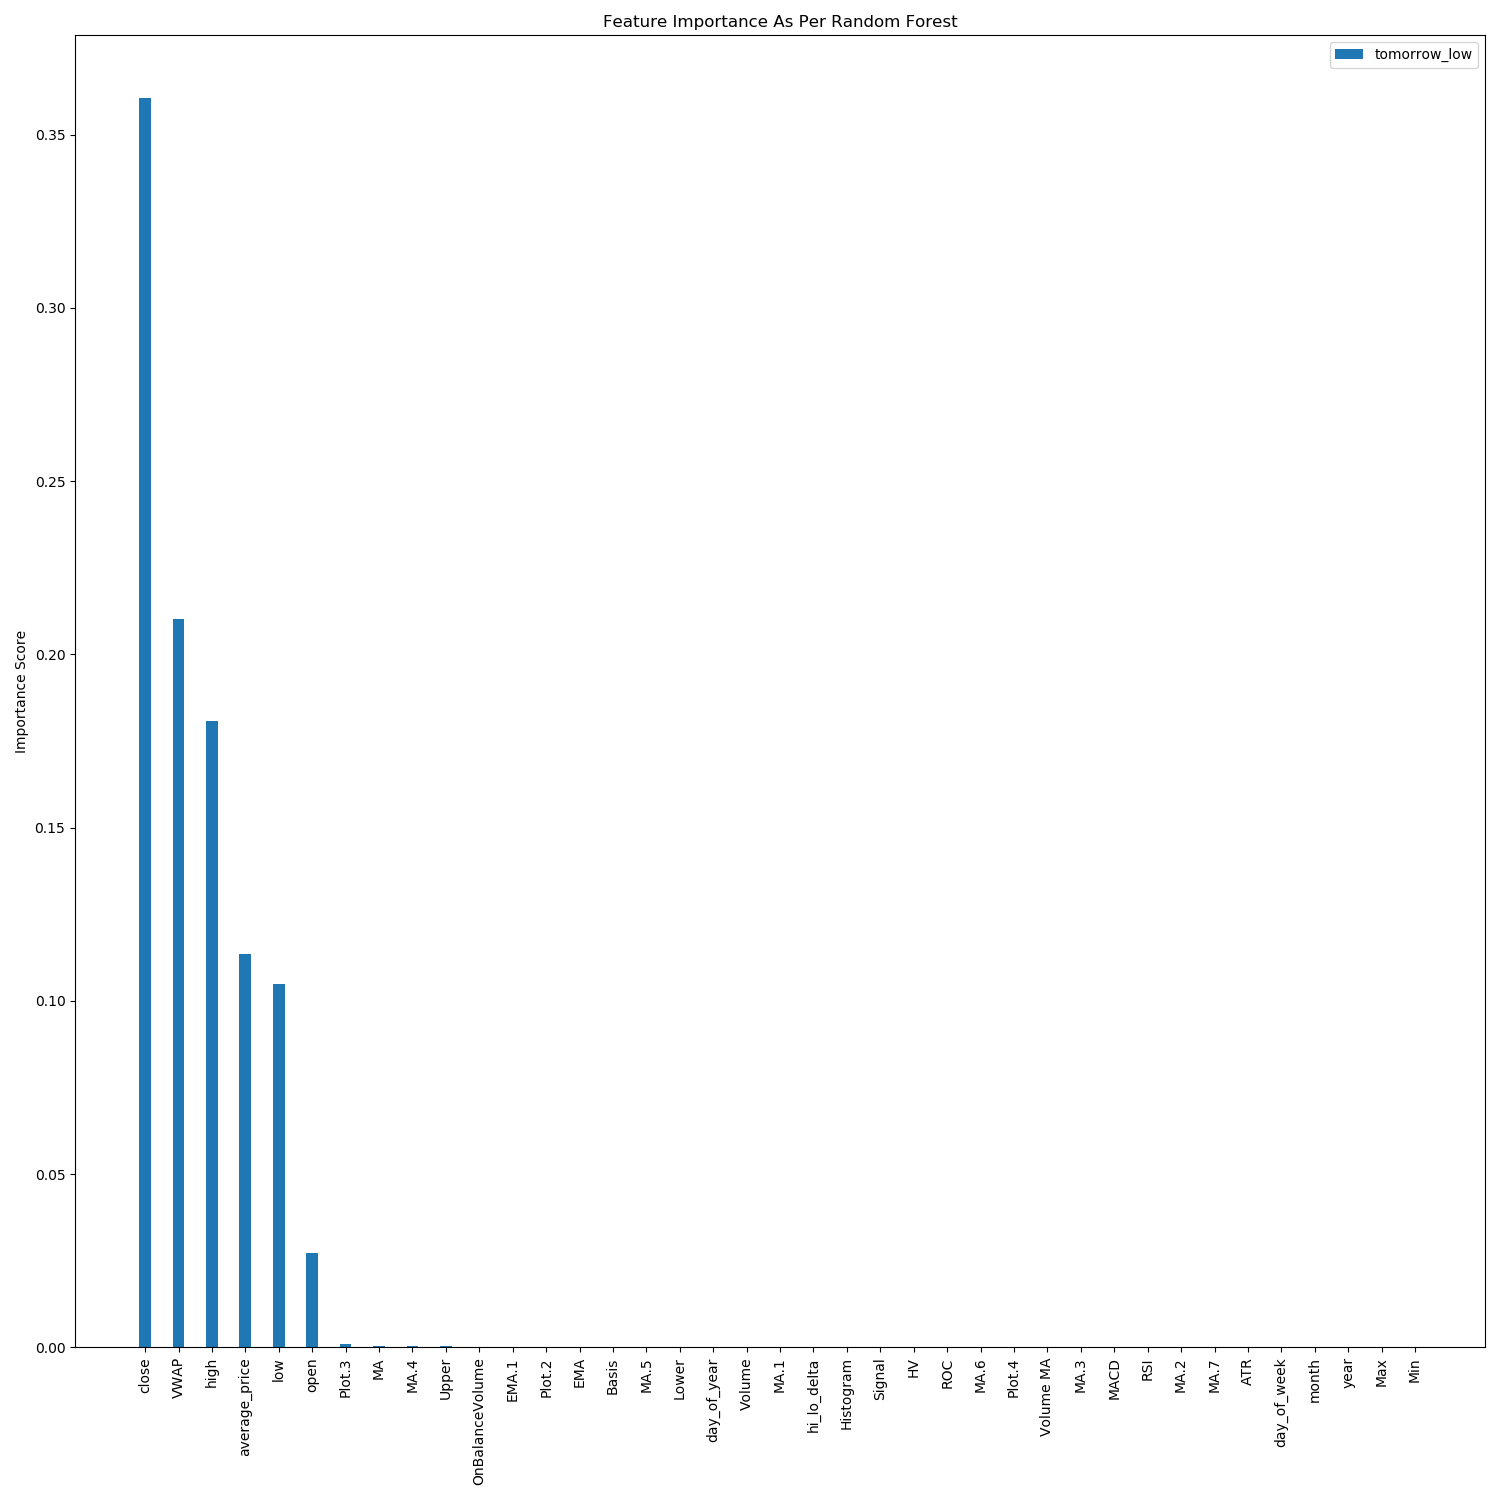 Feature Importance As Per Random Forest
tomorrow_low
Importance Score
0.35
0.30
0.25
0.20
0.15
0.10
0.05
0.00
close
VWAP
high
average_price
low
open
Plot.3
MA
MA.4
Upper
OnBalanceVolume
EMA.1
Plot.2
EMA
Basis
MA.5
Lower
day_of_year
Volume
MA.1
hi_lo_delta
Histogram
Signal
HV
ROC
MA.6
Plot.4
Volume MA
MA.3
MACD
RSI
MA.2
MA.7
ATR
day_of_week
month
year
Max
Min